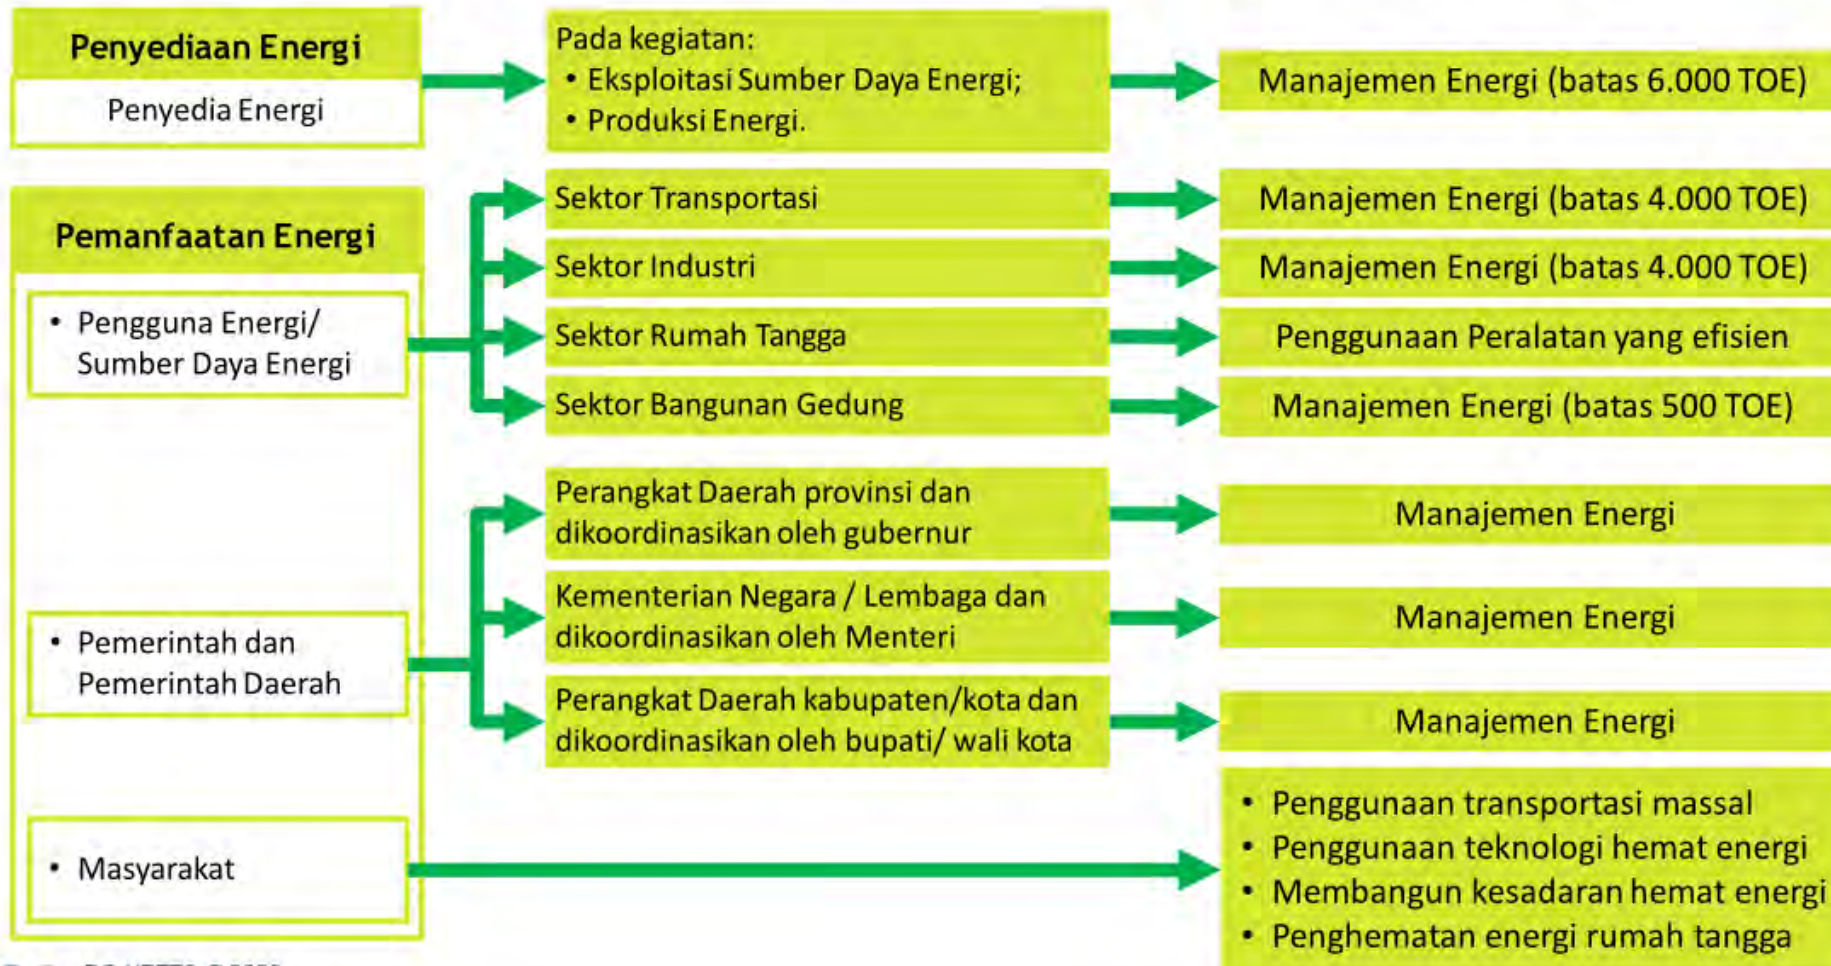 Penyediaan Energi
Penyedia Energi
Pada kegiatan:
• Eksploitasi Sumber Daya Energi;
• Produksi Energi.
Manajemen Energi (batas 6.000 TOE)
Pemanfaatan Energi
• Pengguna Energi/
Sumber Daya Energi
Sektor Transportasi
Manajemen Energi (batas 4.000 TOE)
Sektor Industri
Manajemen Energi (batas 4.000 TOE)
Sektor Rumah Tangga
Penggunaan Peralatan yang efisien
Sektor Bangunan Gedung
Manajemen Energi (batas 500 TOE)
• Pemerintah dan
Pemerintah Daerah
Perangkat Daerah provinsi dan
dikoordinasikan oleh gubernur
Manajemen Energi
Kementerian Negara / Lembaga dan
dikoordinasikan oleh Menteri
Manajemen Energi
Perangkat Daerah kabupaten/kota dan
dikoordinasikan oleh bupati/ wali kota
Manajemen Energi
• Masyarakat
• Penggunaan transportasi massal
• Penggunaan teknologi hemat energi
• Membangun kesadaran hemat energi
• Penghematan energi rumah tangga